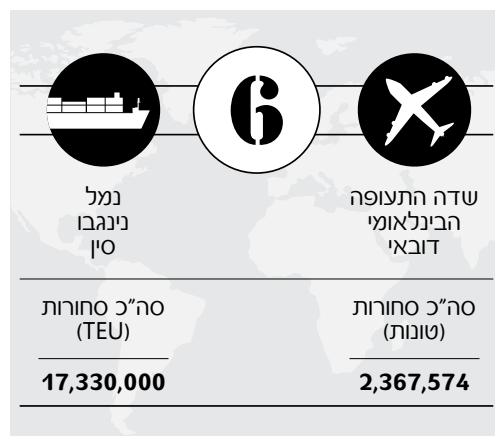 6
שדה התעופה
הבינלאומי
דובאי
סה"כ סחורות
(טונות)
2,367,574
נמל
נינגבו
סין
סה"כ סחורות
(TEU)
17,330,000